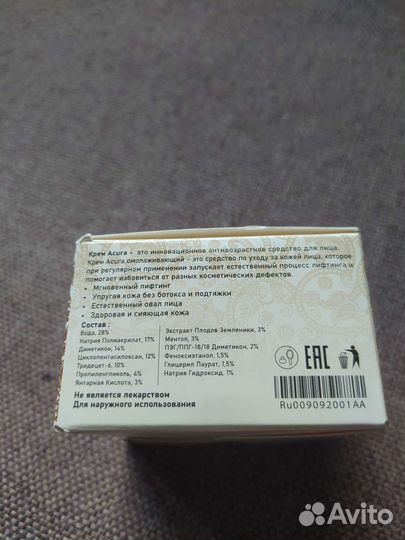 Крем Acura - это инновационное антивозрастное средство для лица.
Крем Acura омолаживающий - это средство по уходу за кожей лица, которое
при регулярном применении запускает естественный процесс лифтинга и
помогает избавиться от разных косметических дефектов.
• Мгновенный лифтинг
• Упругая кожа без ботокса и подтяжки
• Естественный овал лица
• Здоровая и сияющая кожа
Состав :
Вода, 28%
Натрия Полиакрилат, 17%
Диметикон, 14%
Циклопентасилоксан, 12%
Тридецет-6, 10%
Пропиленгликоль, 4%
Янтарная Кислота, 3%
Экстракт Плодов Земляники, 3%
Ментол, 3%
ПЭГ/ППГ-18/18 Диметикон, 2%
Феноксиэтанол, 1,5%
Глицерил Лаурат, 1,5%
Натрия Гидроксид, 1%
Не является лекарством
Для наружного использования
EAC
Ru009092001AA
Avito